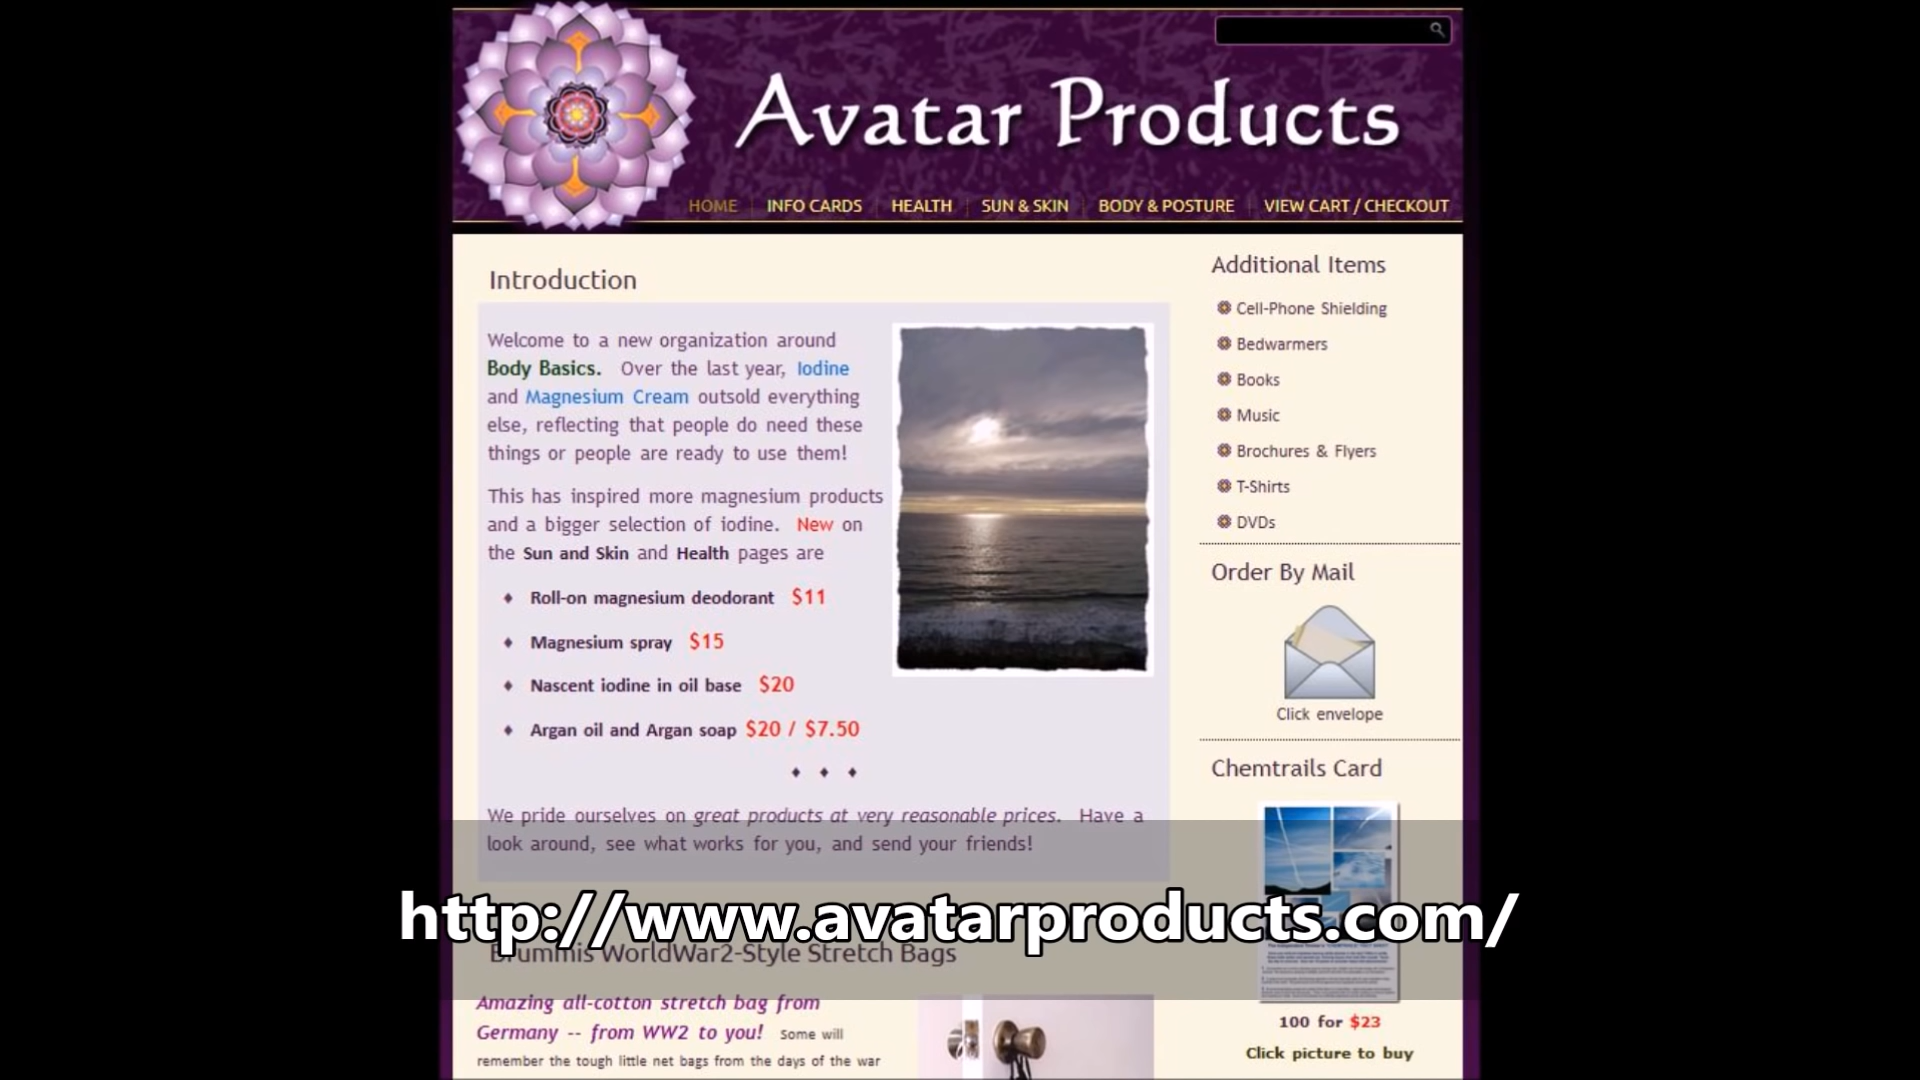 Avatar Products
HOME
INFO CARDS
HEALTH
SUN & SKIN
BODY & POSTURE
VIEW CART / CHECKOUT
Introduction
Welcome to a new organization around
Body Basics. Over the last year, Iodine
and Magnesium Cream outsold everything
else, reflecting that people do need these
things or people are ready to use them!
This has inspired more magnesium products
and a bigger selection of iodine. New on
the Sun and Skin and Health pages are
Roll-on magnesium deodorant $11
Magnesium spray $15
Nascent iodine in oil base $20
Argan oil and Argan soap $20 / $7.50
We pride ourselves on great products at very reasonable prices. Have a
look around, see what works for you, and send your friends!
http://www.avatarproducts.com/
Brummis WorldWar2-Style Stretch Bags
Amazing all-cotton stretch bag from
Germany -- from WW2 to you! Some will
remember the tough little net bags from the days of the war
Additional Items
Cell-Phone Shielding
Bedwarmers
Books
Music
Brochures & Flyers
T-Shirts
DVDs
Order By Mail
Click envelope
Chemtrails Card
100 for $23
Click picture to buy